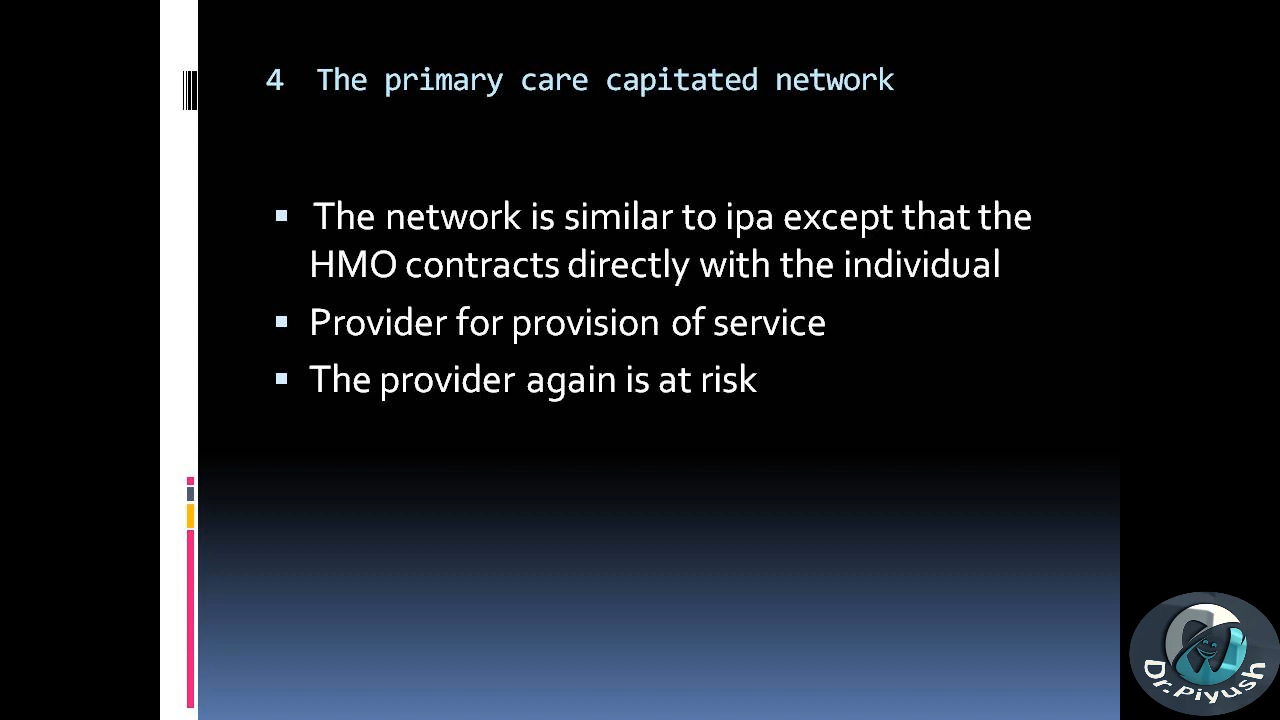 4 The primary care capitated network
The network is similar to ipa except that the
HMO contracts directly with the individual
Provider for provision of service
The provider again is at risk
Dr.Piyush